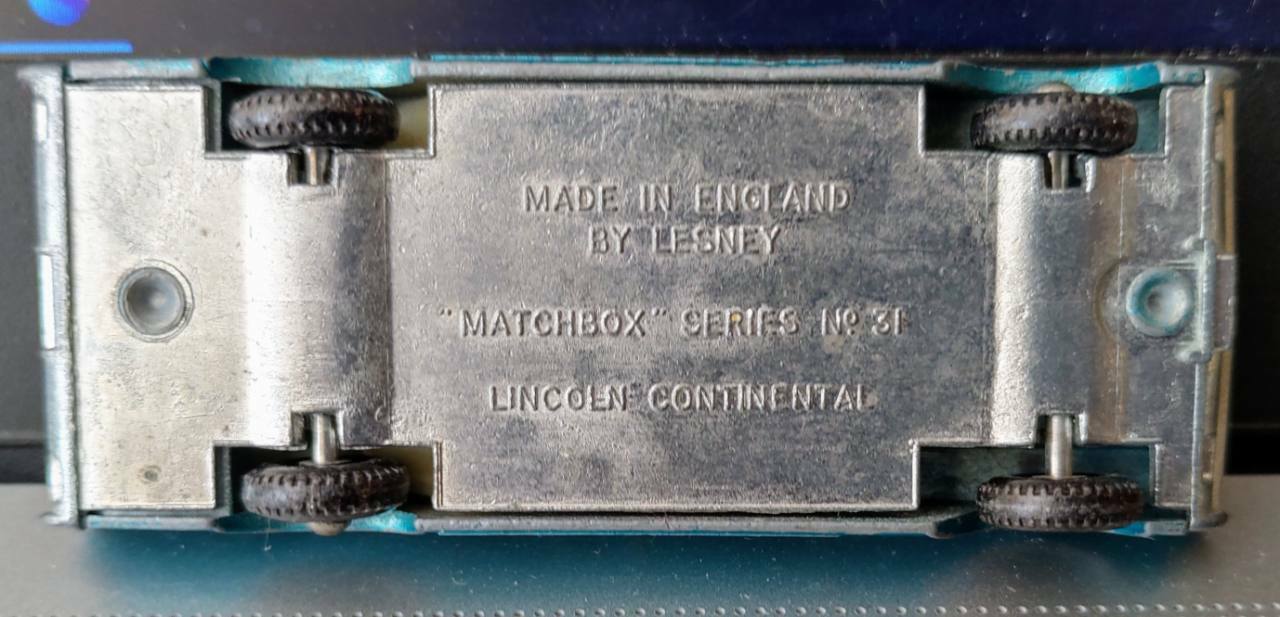 MADE IN ENGLAND
BY LESNEY
"MATCHBOX" SERIES Nº 31
LINCOLN CONTINENTAL